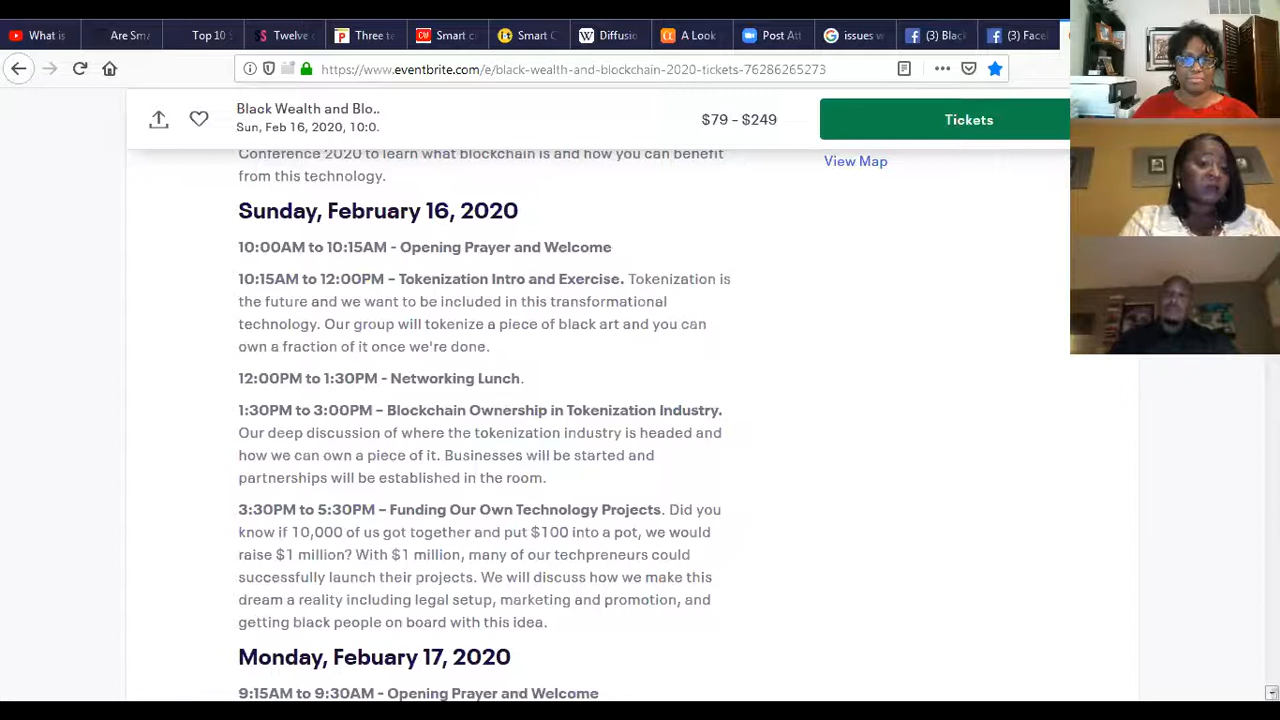 What is
Are Sma
Top 10
Twelve
Three te
Smart ci
Smart C
Diffusio
A Look
Post Att
issues w
(3) Black
(3) Facel
https://www.eventbrite.com/e/black-wealth-and-blockchain-2020-tickets-76286265273
Black Wealth and Blo..
Sun, Feb 16, 2020, 10:0.
$79 – $249
Tickets
View Map
Conference 2020 to learn what blockchain is and how you can benefit
from this technology.
Sunday, February 16, 2020
10:00AM to 10:15AM - Opening Prayer and Welcome
10:15AM to 12:00PM – Tokenization Intro and Exercise. Tokenization is
the future and we want to be included in this transformational
technology. Our group will tokenize a piece of black art and you can
own a fraction of it once we're done.
12:00PM to 1:30PM - Networking Lunch.
1:30PM to 3:00PM – Blockchain Ownership in Tokenization Industry.
Our deep discussion of where the tokenization industry is headed and
how we can own a piece of it. Businesses will be started and
partnerships will be established in the room.
3:30PM to 5:30PM – Funding Our Own Technology Projects. Did you
know if 10,000 of us got together and put $100 into a pot, we would
raise $1 million? With $1 million, many of our techpreneurs could
successfully launch their projects. We will discuss how we make this
dream a reality including legal setup, marketing and promotion, and
getting black people on board with this idea.
Monday, Febuary 17, 2020
9:15AM to 9:30AM - Opening Prayer and Welcome